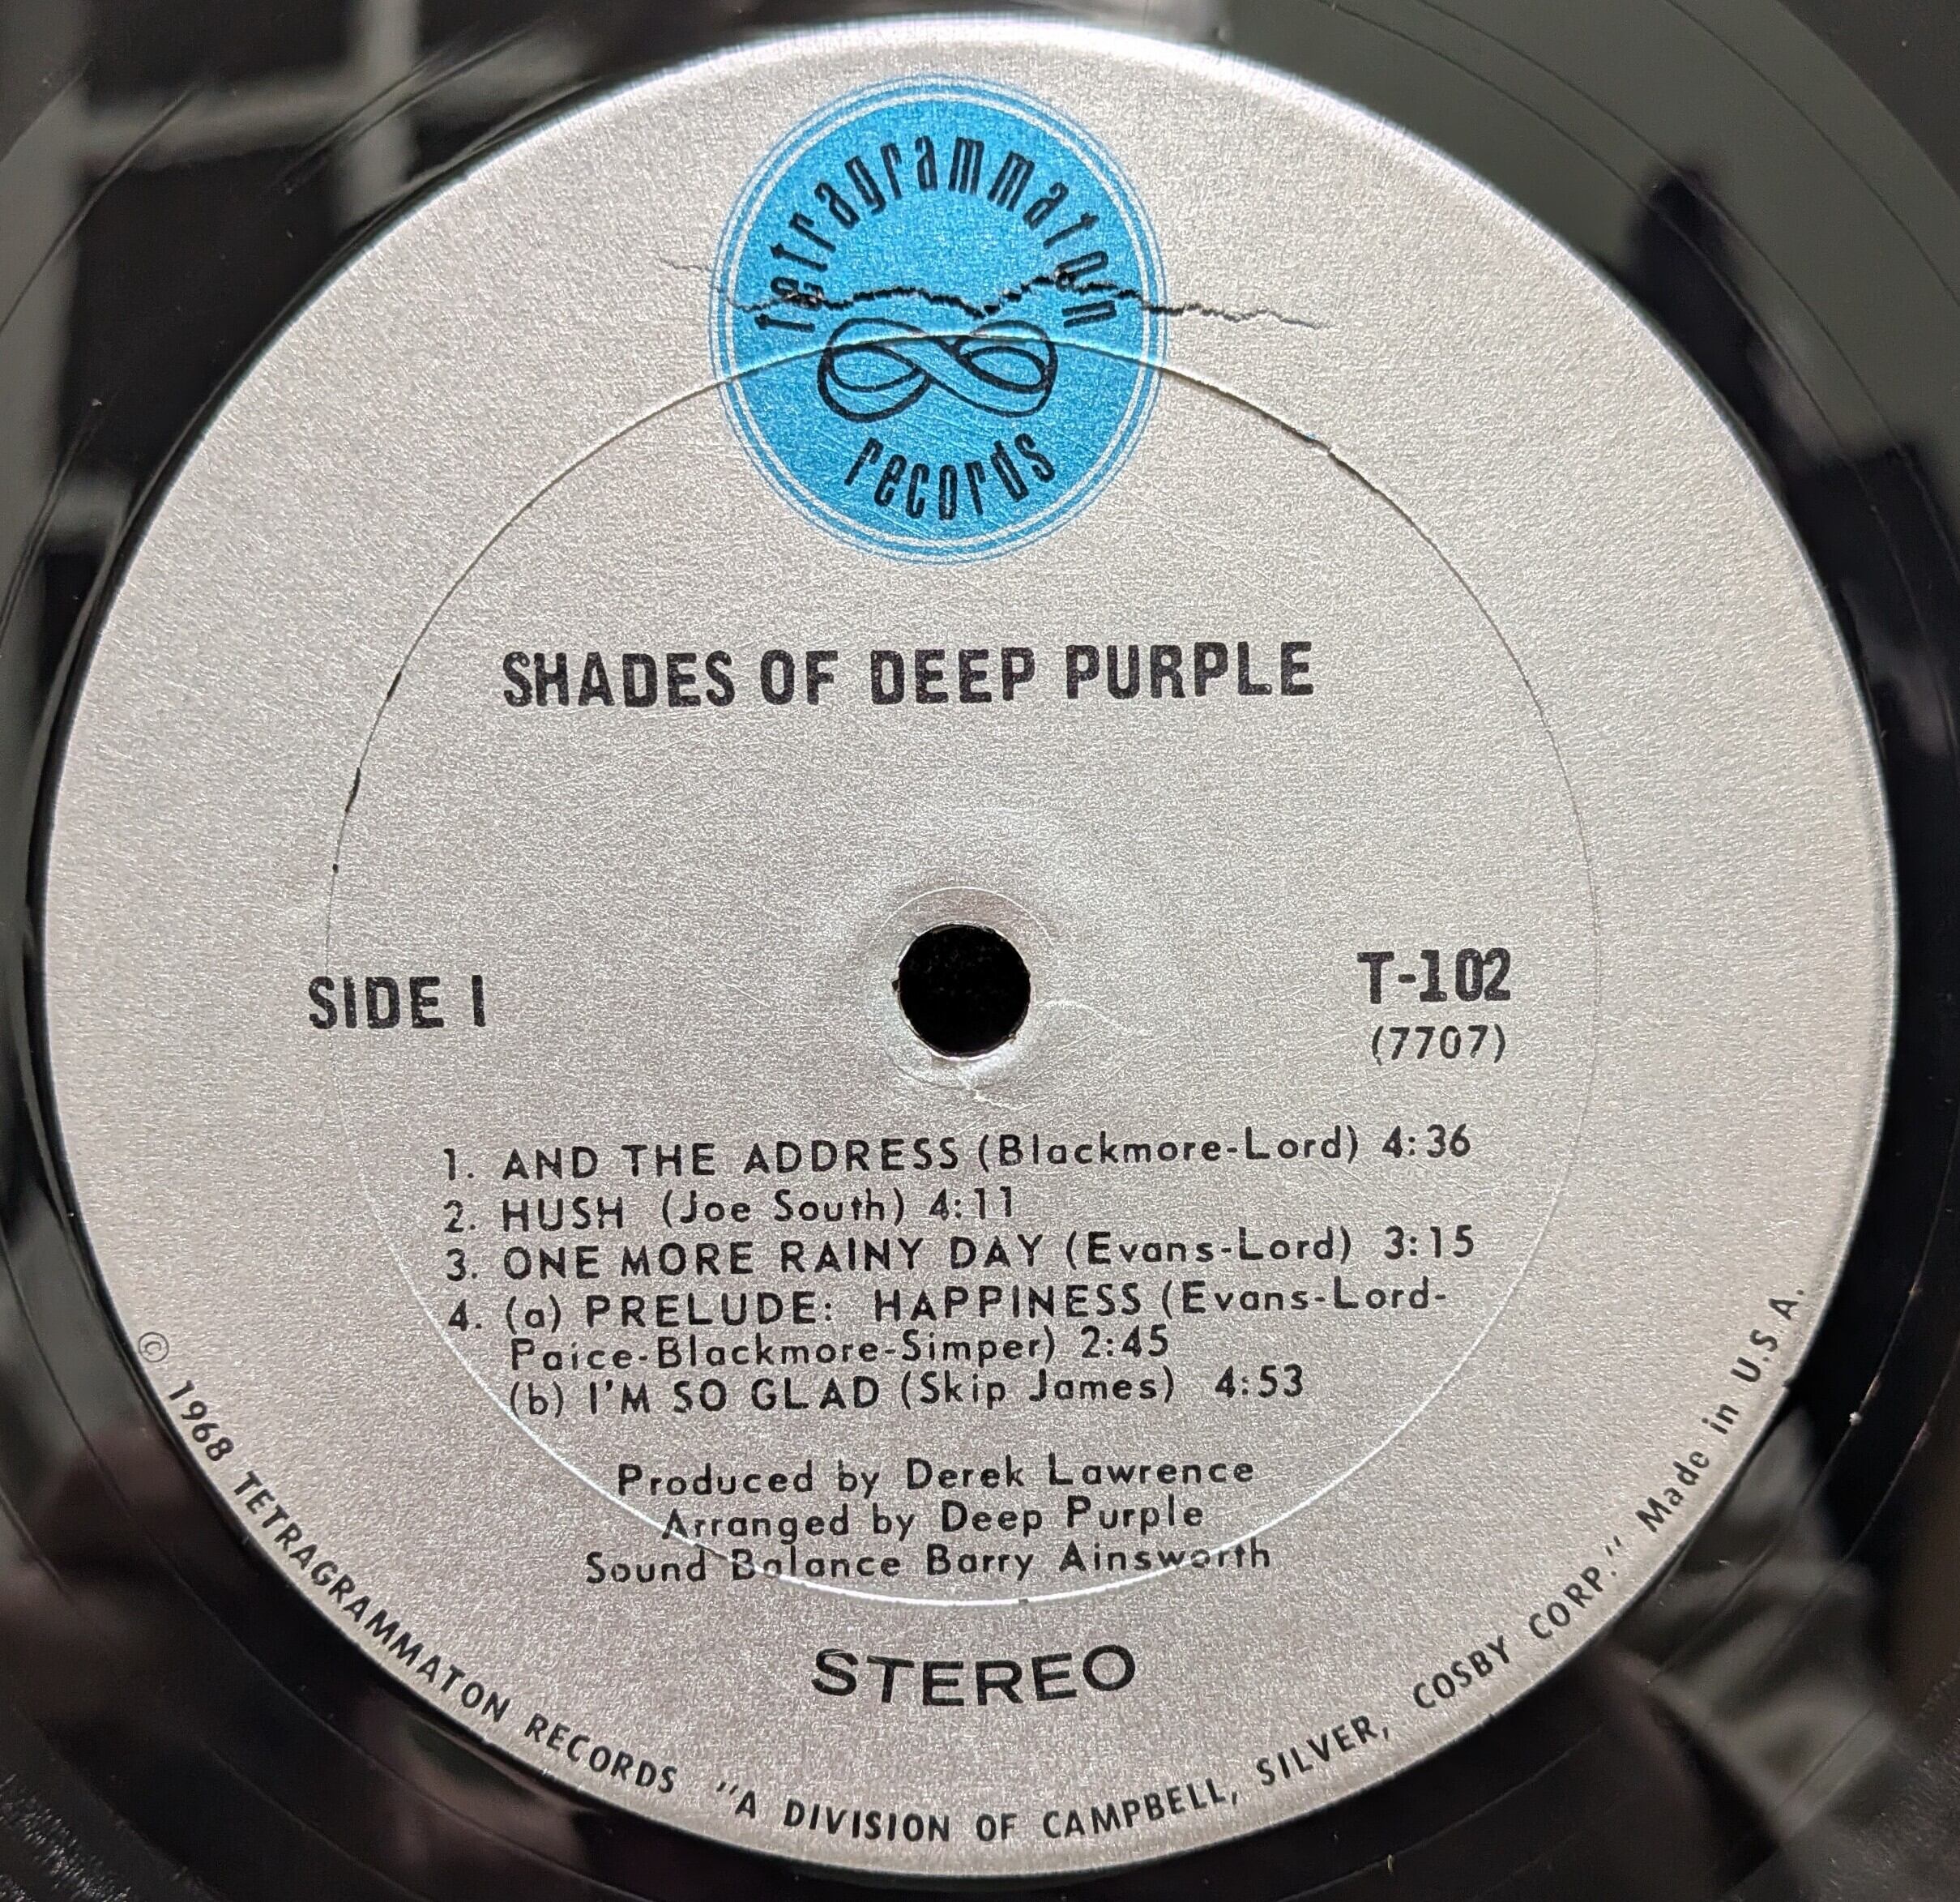 tetragrammaton
records
SHADES OF DEEP PURPLE
SIDE I
T-102
(7707)
1. AND THE ADDRESS (Blackmore-Lord) 4:36
2. HUSH (Joe South) 4:11
3. ONE MORE RAINY DAY (Evans-Lord) 3:15
4. (a) PRELUDE: HAPPINESS (Evans-Lord-
Paice-Blackmore-Simper) 2:45
(b) I'M SO GLAD (Skip James) 4:53
Produced by Derek Lawrence
Arranged by Deep Purple
Sound Balance Barry Ainsworth
STEREO
© 1968 TETRAGRAMMATON RECORDS "A DIVISION OF CAMPBELL, SILVER, COSBY CORP." Made in U.S.A.